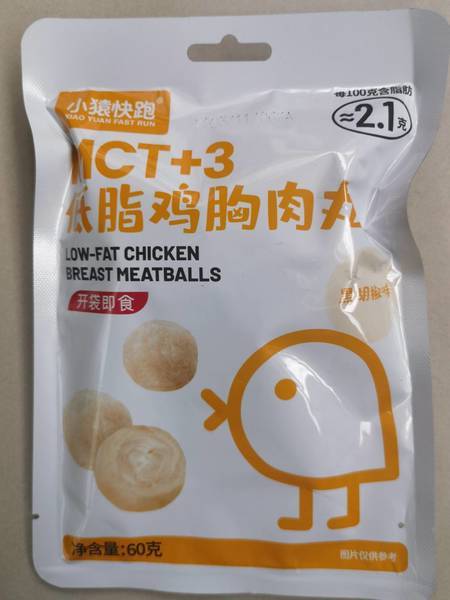 小猿快跑®
XIAO YUAN FAST RUN
每100克含脂肪
≈2.1克
MCT+3
低脂鸡胸肉丸
LOW-FAT CHICKEN
BREAST MEATBALLS
开袋即食
黑胡椒味
净含量:60克
图片仅供参考